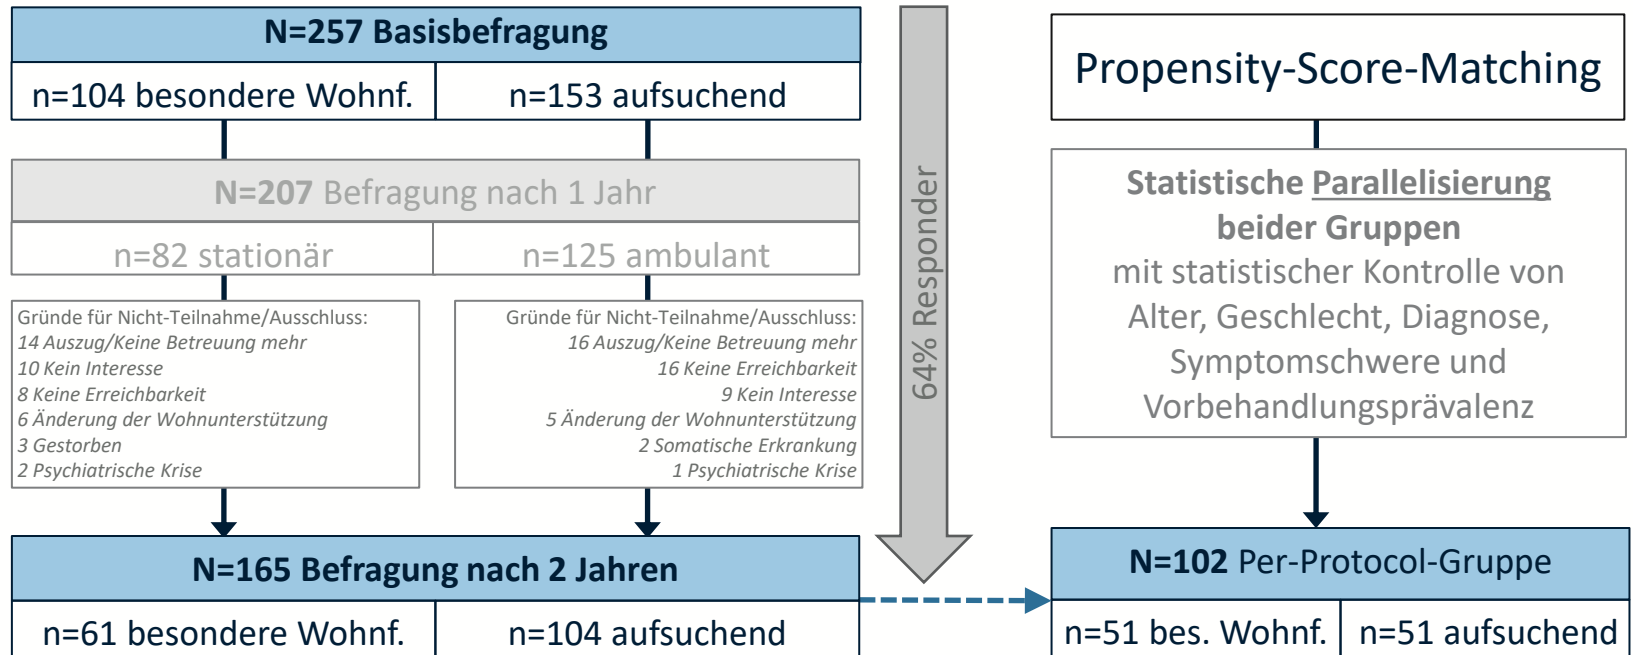 N=257 Basisbefragung
n=104 besondere Wohnf.
n=153 aufsuchend
N=207 Befragung nach 1 Jahr
n=82 stationär
n=125 ambulant
Gründe für Nicht-Teilnahme/Ausschluss:
14 Auszug/Keine Betreuung mehr
10 Kein Interesse
8 Keine Erreichbarkeit
6 Änderung der Wohnunterstützung
3 Gestorben
2 Psychiatrische Krise
Gründe für Nicht-Teilnahme/Ausschluss:
16 Auszug/Keine Betreuung mehr
16 Keine Erreichbarkeit
9 Kein Interesse
5 Änderung der Wohnunterstützung
2 Somatische Erkrankung
1 Psychiatrische Krise
N=165 Befragung nach 2 Jahren
n=61 besondere Wohnf.
n=104 aufsuchend
64% Responder
Propensity-Score-Matching
Statistische Parallelisierung
beider Gruppen
mit statistischer Kontrolle von
Alter, Geschlecht, Diagnose,
Symptomschwere und
Vorbehandlungsprävalenz
N=102 Per-Protocol-Gruppe
n=51 bes. Wohnf.
n=51 aufsuchend